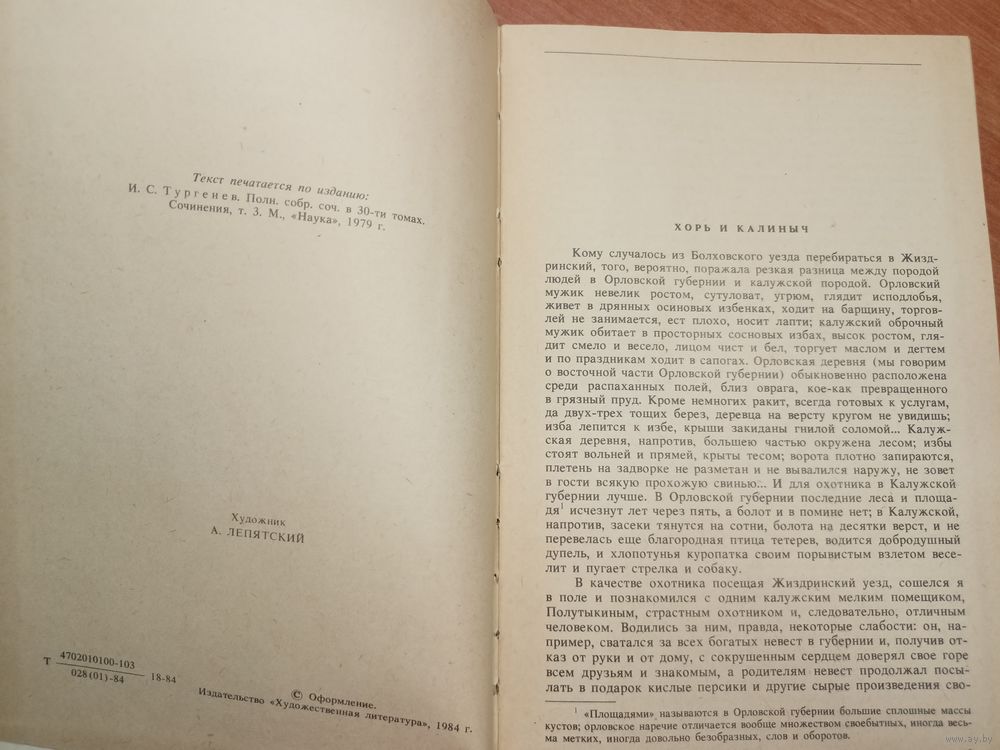 Текст печатается по изданию:
И. С. Тургенев. Полн. собр. соч. в 30-ти томах.
Сочинения, т. 3. М., «Наука», 1979 г.
Художник
А. ЛЕПЯТСКИЙ
Т 4702010100-103
028(01)-84 18-84
© Оформление.
Издательство «Художественная литература», 1984 г.
ХОРЬ И КАЛИНЫЧ
Кому случалось из Болховского уезда перебираться в Жизд-
ринский, того, вероятно, поражала резкая разница между породой
людей в Орловской губернии и калужской породой. Орловский
мужик невелик ростом, сутуловат, угрюм, глядит исподлобья,
живет в дрянных осиновых избенках, ходит на барщину, торгов-
лей не занимается, ест плохо, носит лапти; калужский оброчный
мужик обитает в просторных сосновых избах, высок ростом, гля-
дит смело и весело, лицом чист и бел, торгует маслом и дегтем
и по праздникам ходит в сапогах. Орловская деревня (мы говорим
о восточной части Орловской губернии) обыкновенно расположена
среди распаханных полей, близ оврага, кое-как превращенного
в грязный пруд. Кроме немногих ракит, всегда готовых к услугам,
да двух-трех тощих берез, деревца на версту кругом не увидишь;
изба лепится к избе, крыши закиданы гнилой соломой... Калуж-
ская деревня, напротив, большею частью окружена лесом; избы
стоят вольней и прямей, крыты тесом; ворота плотно запираются,
плетень на задворке не разметан и не вывалился наружу, не зовет
в гости всякую прохожую свинью... И для охотника в Калужской
губернии лучше. В Орловской губернии последние леса и площа-
дя¹ исчезнут лет через пять, а болот и в помине нет; в Калужской,
напротив, засеки тянутся на сотни, болота на десятки верст, и не
перевелась еще благородная птица тетерев, водится добродушный
дупель, и хлопотунья куропатка своим порывистым взлетом весе-
лит и пугает стрелка и собаку.
В качестве охотника посещая Жиздринский уезд, сошелся я
в поле и познакомился с одним калужским мелким помещиком,
Полутыкиным, страстным охотником и, следовательно, отличным
человеком. Водились за ним, правда, некоторые слабости: он, на-
пример, сватался за всех богатых невест в губернии и, получив от-
каз от руки и от дому, с сокрушенным сердцем доверял свое горе
всем друзьям и знакомым, а родителям невест продолжал посы-
лать в подарок кислые персики и другие сырые произведения сво-
¹ «Площадями» называются в Орловской губернии большие сплошные массы
кустов; орловское наречие отличается вообще множеством своебытных, иногда весь-
ма метких, иногда довольно безобразных, слов и оборотов.
www.ay.by